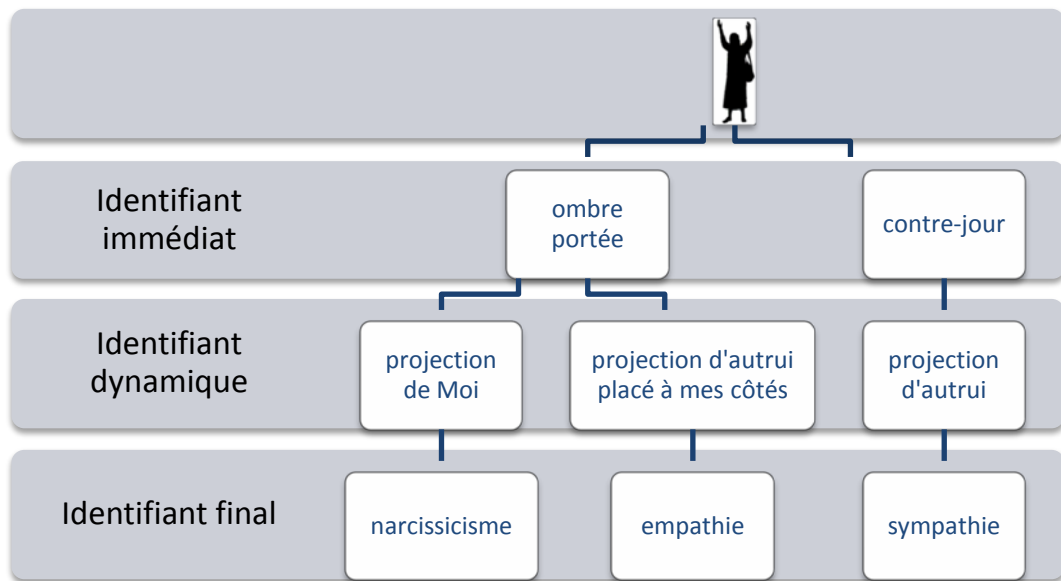 Identifiant
immédiat
ombre
portée
contre-jour
Identifiant
dynamique
projection
de Moi
projection d'autrui
placé à mes côtés
projection
d'autrui
Identifiant final
narcissicisme
empathie
sympathie